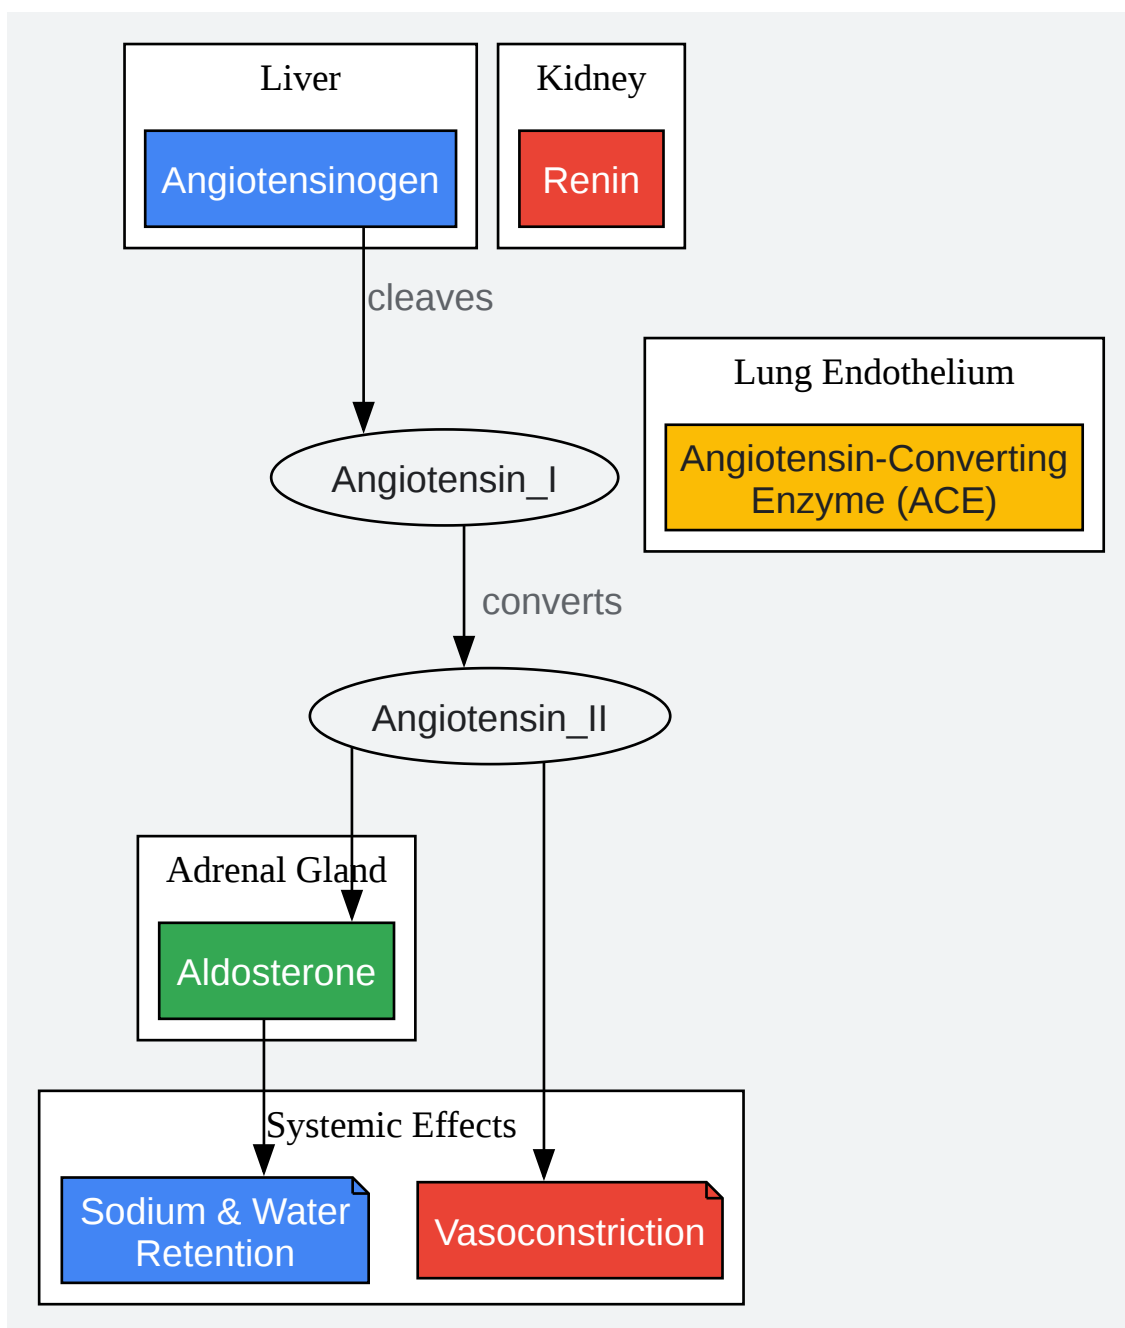 Liver
Angiotensinogen
Kidney
Renin
cleaves
Lung Endothelium
Angiotensin-Converting
Enzyme (ACE)
Angiotensin_I
converts
Angiotensin_II
Adrenal Gland
Aldosterone
Systemic Effects
Sodium & Water
Retention
Vasoconstriction